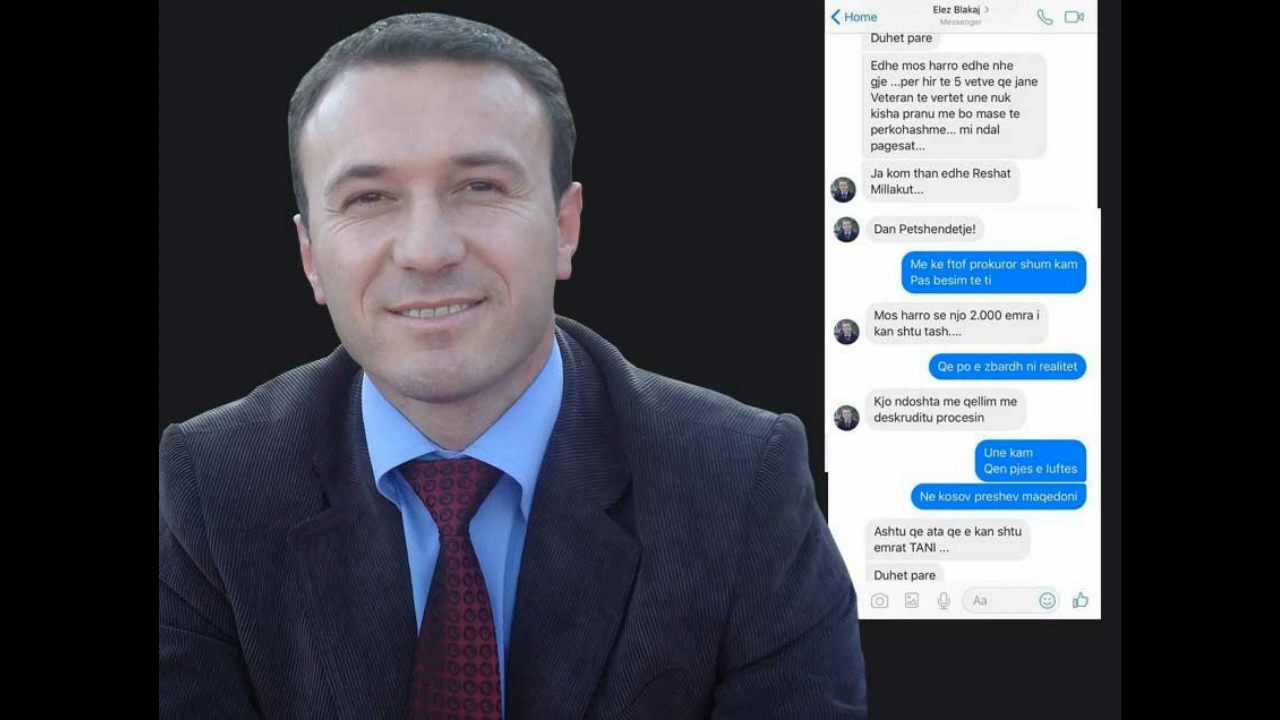 Home
Elez Blakaj
Messenger
Duhet pare
Edhe mos harro edhe nhe
gje ...per hir te 5 vetve qe jane
Veteran te vertet une nuk
kisha pranu me bo mase te
perkohashme... mi ndal
pagesat...
Ja kom than edhe Reshat
Millakut...
Dan Petshendetje!
Me ke ftof prokuror shum kam
Pas besim te ti
Mos harro se njo 2.000 emra i
kan shtu tash....
Qe po e zbardh ni realitet
Kjo ndoshta me qellim me
deskruditu procesin
Une kam
Qen pjes e luftes
Ne kosov preshev maqedoni
Ashtu qe ata qe e kan shtu
emrat TANI ...
Duhet pare
Aa